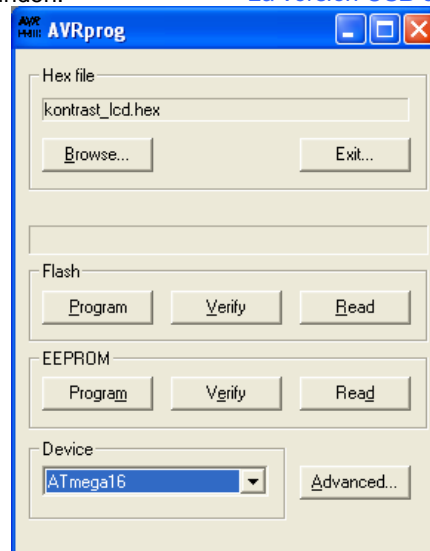 AVRprog
Hex file
kontrast_lcd.hex
Browse... Exit...
Flash
Program Verify Read
EEPROM
Program Verify Read
Device
ATmega16 Advanced...